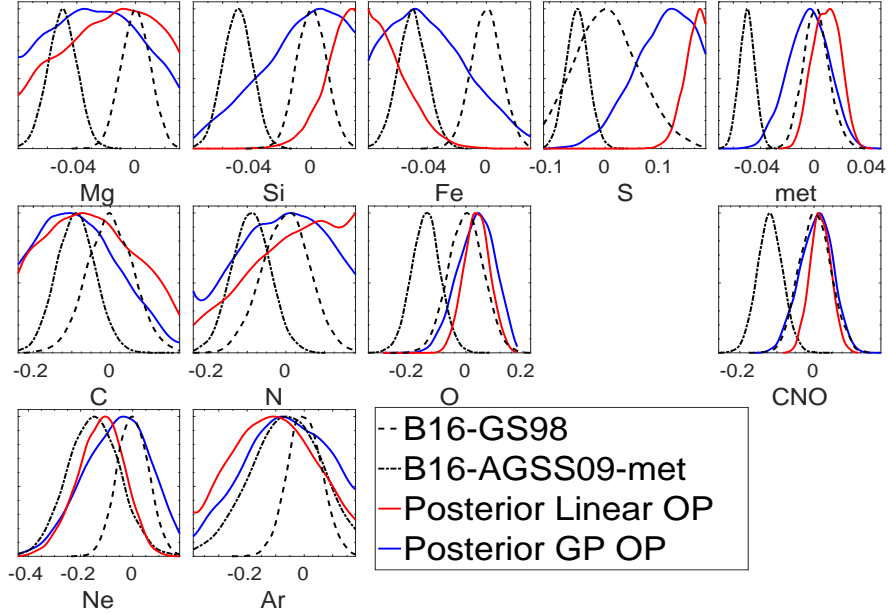 -0.04 0 -0.04 0 -0.04 0 -0.1 0 0.1 -0.04 0 0.04
Mg Si Fe S met
-0.2 0 -0.2 0 -0.2 0 0.2 -0.2 0
C N O CNO
B16-GS98
B16-AGSS09-met
Posterior Linear OP
Posterior GP OP
-0.4 -0.2 0 -0.2 0
Ne Ar